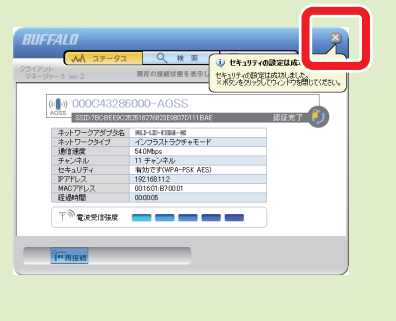 BUFFALO
ステータス
検 索
クライアント
マネージャ-3 Ver.2
現在の接続状態を表示し
セキュリティの設定は成
セキュリティの設定は成功しました。
×ボタンをクリックしてウィンドウを閉じてください。
000C43286000-AOSS
AOSS
認証完了
ネットワークアダプタ名
ネットワークタイプ インフラストラクチャモード
通信速度 54.0Mbps
チャンネル 11 チャンネル
セキュリティ 有効です(WPA-PSK AES)
IPアドレス 192.168.11.2
MACアドレス 00:16:01:B7:00:01
経過時間 00:00:05
電波受信強度
再接続